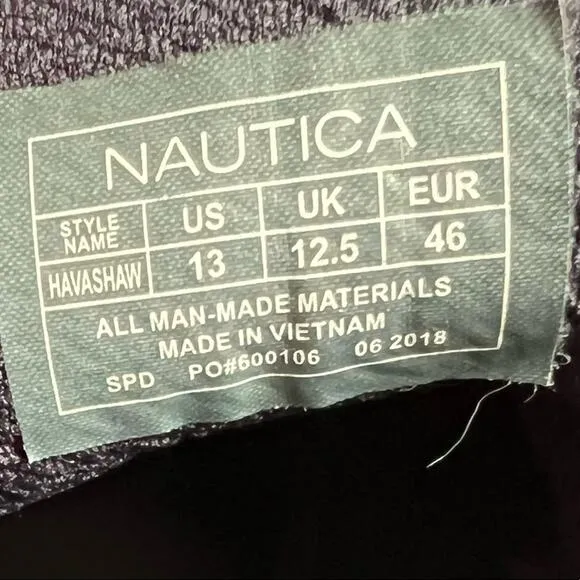 NAUTICA
STYLE NAME US UK EUR
HAVASHAW 13 12.5 46
ALL MAN-MADE MATERIALS
MADE IN VIETNAM
SPD PO#600106 06 2018